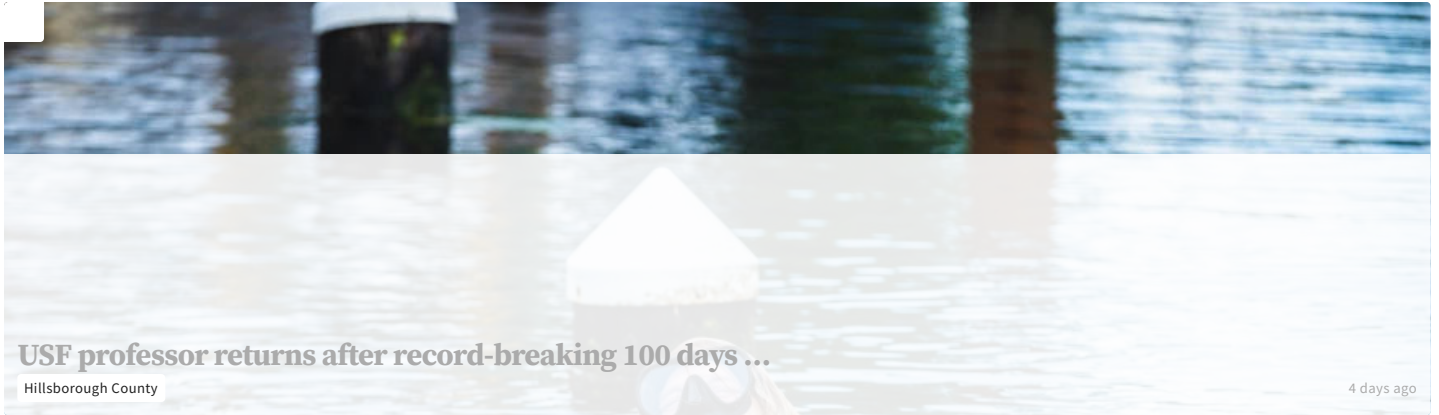 USF professor returns after record-breaking 100 days ...
Hillsborough County
4 days ago